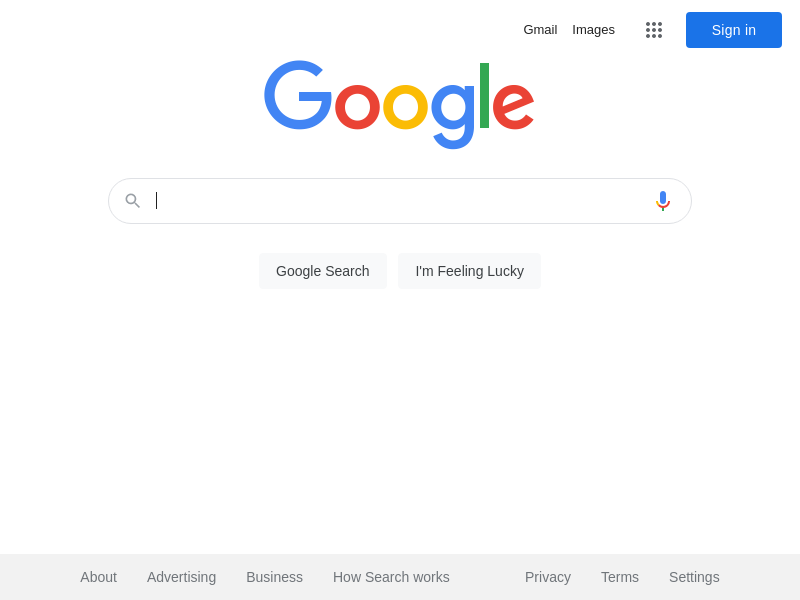 Gmail Images Sign in
Google
Google Search I'm Feeling Lucky
About Advertising Business How Search works Privacy Terms Settings